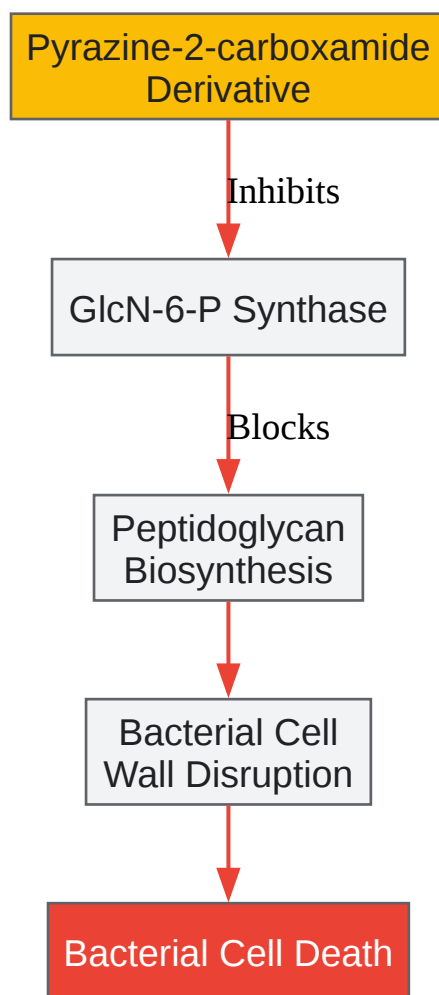 Pyrazine-2-carboxamide
Derivative
Inhibits
GlcN-6-P Synthase
Blocks
Peptidoglycan
Biosynthesis
Bacterial Cell
Wall Disruption
Bacterial Cell Death